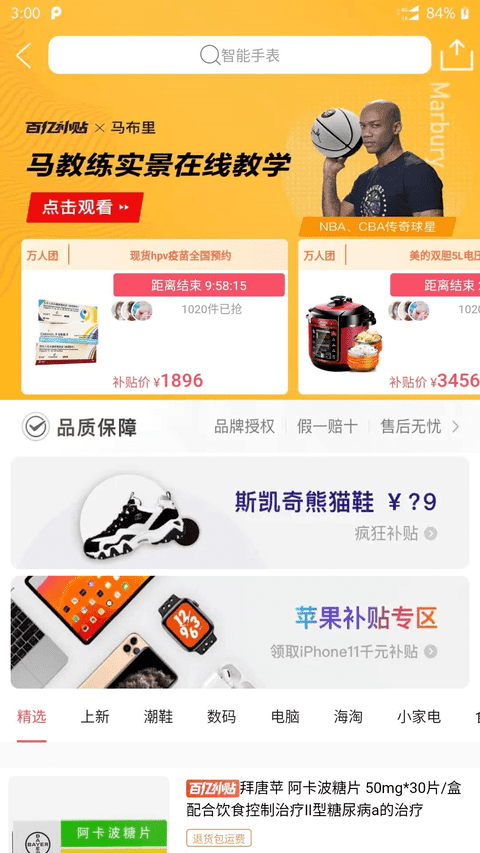 3:00
84%
智能手表
Marbury
百亿补贴 × 马布里
马教练实景在线教学
点击观看
NBA、CBA传奇球星
万人团
现货hpv疫苗全国预约
距离结束 9:58:15
1020件已抢
补贴价 ¥1896
万人团
美的双胆5L电
距离结束
1020
补贴价 ¥3456
品质保障
品牌授权 假一赔十 售后无忧
斯凯奇熊猫鞋 ¥?9
疯狂补贴
苹果补贴专区
领取iPhone11千元补贴
精选 上新 潮鞋 数码 电脑 海淘 小家电
百亿补贴 拜唐苹 阿卡波糖片 50mg*30片/盒
配合饮食控制治疗II型糖尿病a的治疗
退货包运费
阿卡波糖片
BAYER